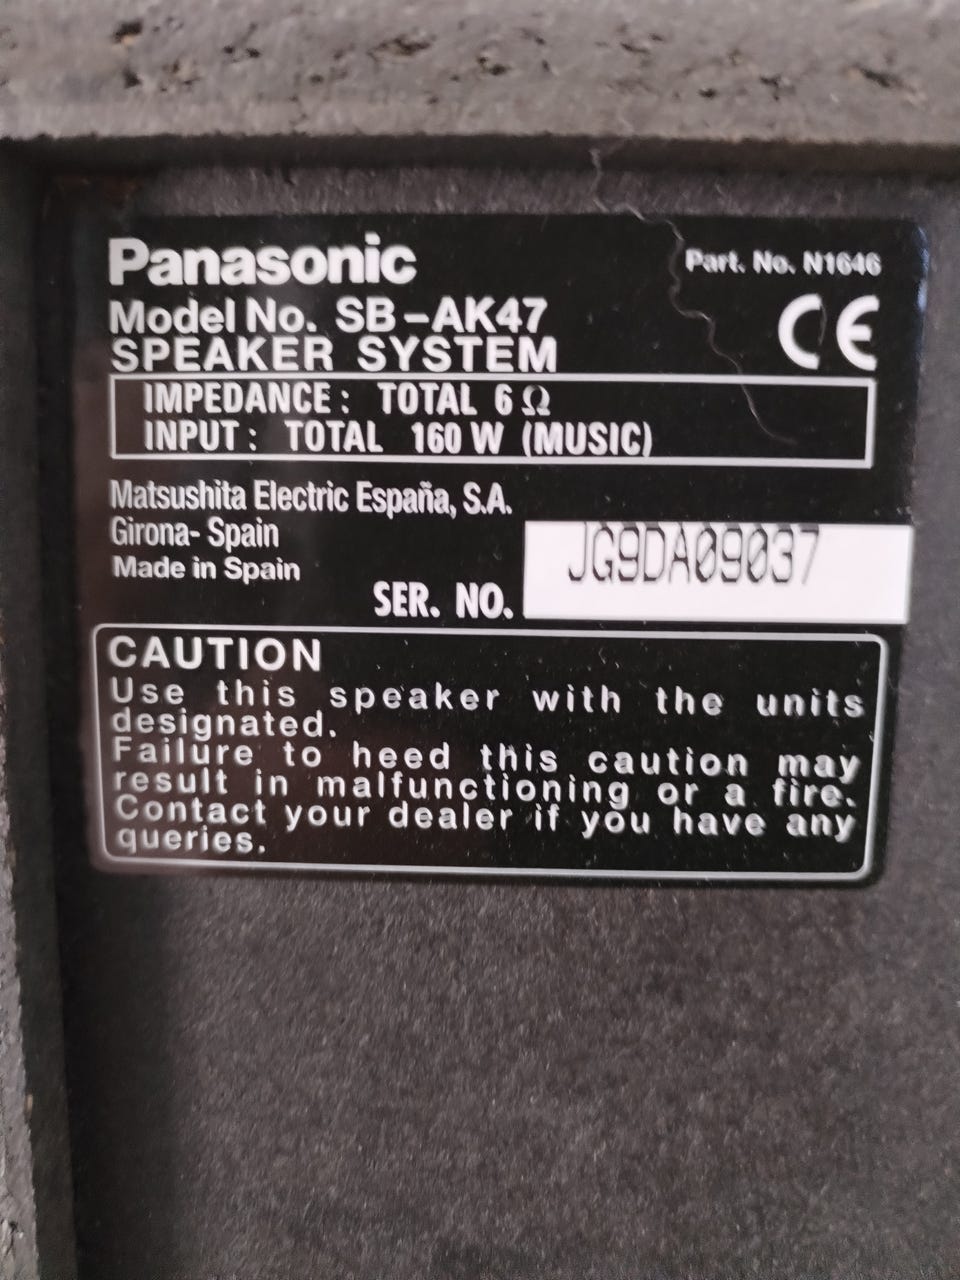 Panasonic
Part. No. N1646
Model No. SB-AK47
CE
SPEAKER SYSTEM
IMPEDANCE: TOTAL 6 Ω
INPUT: TOTAL 160 W (MUSIC)
Matsushita Electric España, S.A.
Girona- Spain
Made in Spain
SER. NO. JG9DA09037
CAUTION
Use this speaker with the units
designated.
Failure to heed this caution may
result in malfunctioning or a fire.
Contact your dealer if you have any
queries.